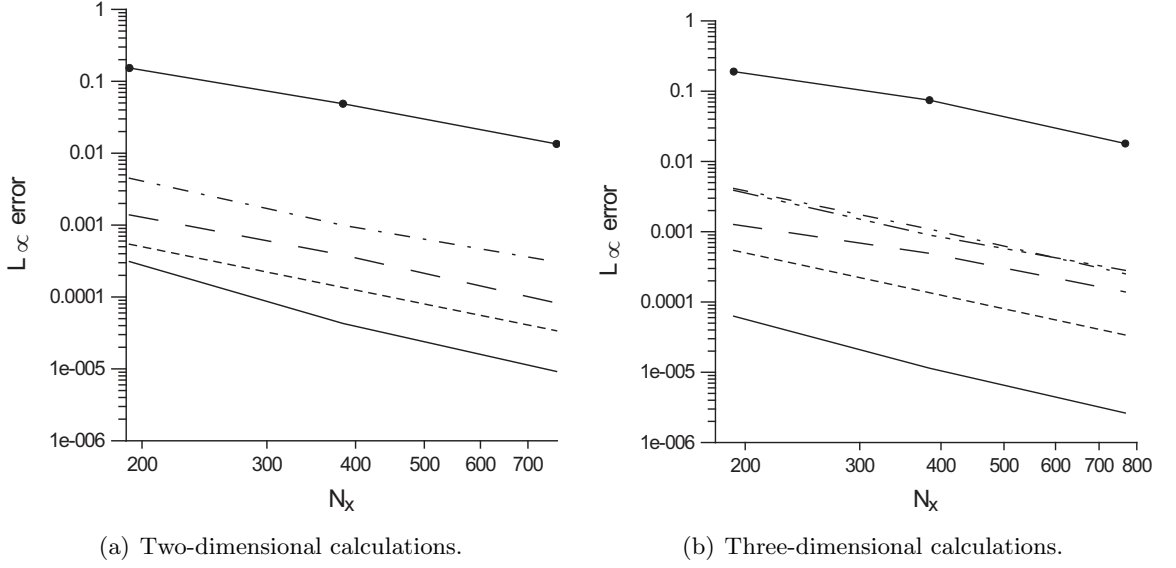 1
0.1
0.01
0.001
0.0001
1e-005
1e-006
L∝ error
200 300 400 500 600 700
Nx
(a) Two-dimensional calculations.
1
0.1
0.01
0.001
0.0001
1e-005
1e-006
L∝ error
200 300 400 500 600 700 800
Nx
(b) Three-dimensional calculations.